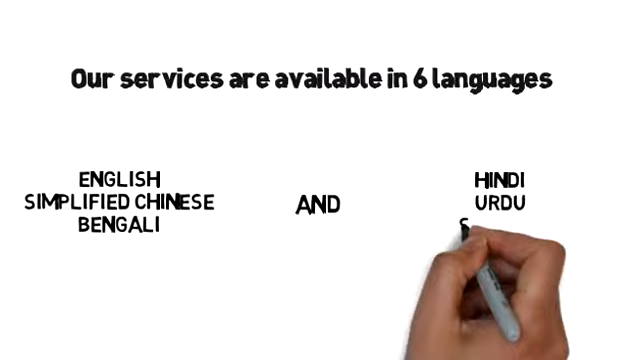 Our services are available in 6 languages
ENGLISH
SIMPLIFIED CHINESE
BENGALI
AND
HINDI
URDU